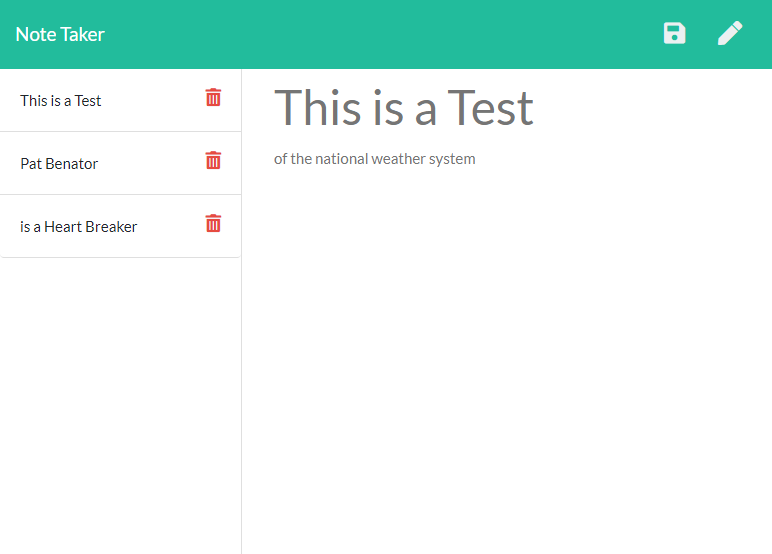 Note Taker
This is a Test
Pat Benator
is a Heart Breaker
This is a Test
of the national weather system